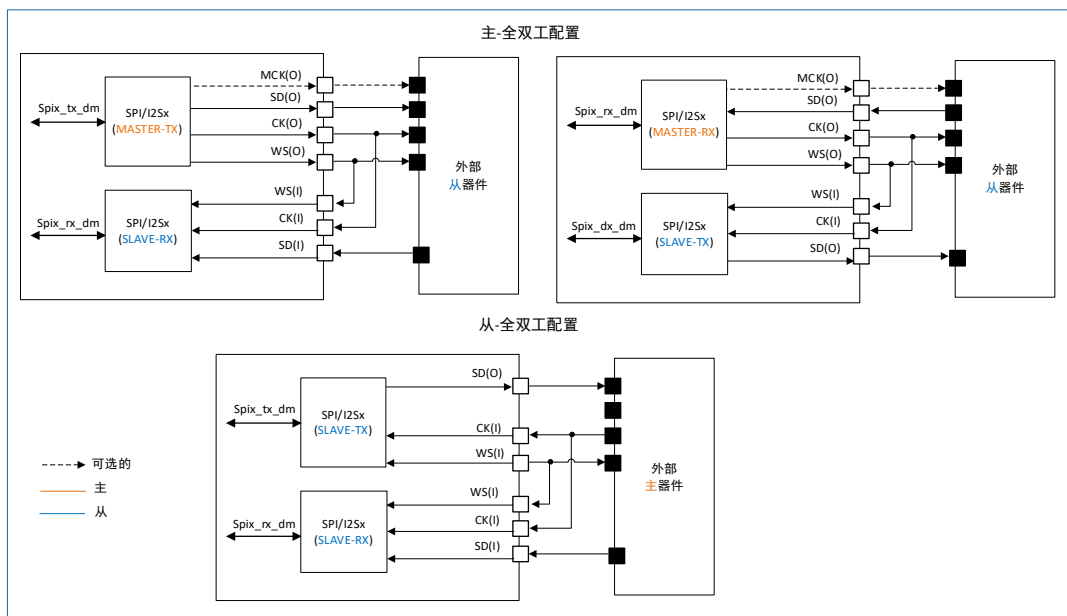 主-全双工配置
Spix_tx_dm
SPI/I2Sx
(MASTER-TX)
MCK(O)
SD(O)
CK(O)
WS(O)
Spix_rx_dm
SPI/I2Sx
(SLAVE-RX)
WS(I)
CK(I)
SD(I)
外部
从器件
Spix_rx_dm
SPI/I2Sx
(MASTER-RX)
MCK(O)
SD(O)
CK(O)
WS(O)
Spix_dx_dm
SPI/I2Sx
(SLAVE-TX)
WS(I)
CK(I)
SD(O)
外部
从器件
从-全双工配置
Spix_tx_dm
SPI/I2Sx
(SLAVE-TX)
SD(O)
CK(I)
WS(I)
Spix_rx_dm
SPI/I2Sx
(SLAVE-RX)
WS(I)
CK(I)
SD(I)
外部
主器件
可选的
主
从